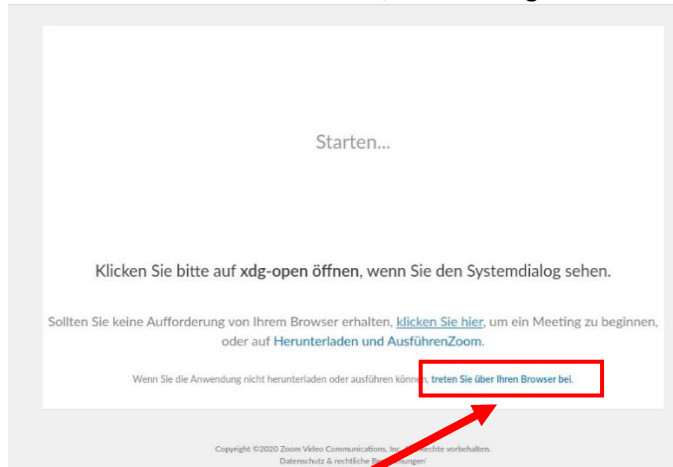 Starten...
Klicken Sie bitte auf xdg-open öffnen, wenn Sie den Systemdialog sehen.
Sollten Sie keine Aufforderung von Ihrem Browser erhalten, klicken Sie hier, um ein Meeting zu beginnen,
oder auf Herunterladen und AusführenZoom.
Wenn Sie die Anwendung nicht herunterladen oder ausführen können, treten Sie über Ihren Browser bei.
Copyright ©2020 Zoom Video Communications, Inc. Rechte vorbehalten.
Datenschutz & rechtliche